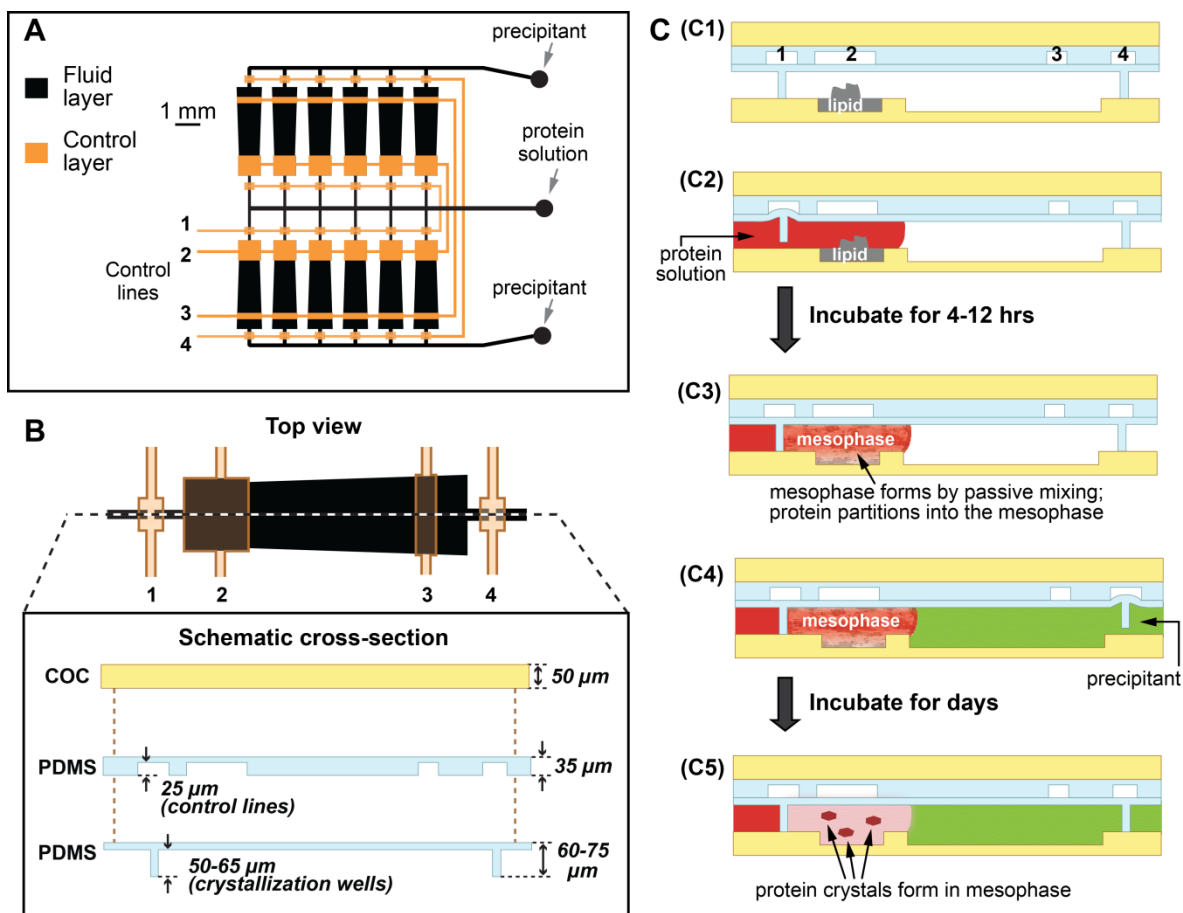 A
Fluid
layer
Control
layer
1 mm
precipitant
protein
solution
precipitant
1
2
Control
lines
3
4
B
Top view
1 2 3 4
Schematic cross-section
COC
50 µm
PDMS
35 µm
25 µm
(control lines)
PDMS
50-65 µm
(crystallization wells)
60-75
µm
C
(C1)
1 2 3 4
lipid
(C2)
lipid
protein
solution
Incubate for 4-12 hrs
(C3)
mesophase
mesophase forms by passive mixing;
protein partitions into the mesophase
(C4)
mesophase
precipitant
Incubate for days
(C5)
protein crystals form in mesophase